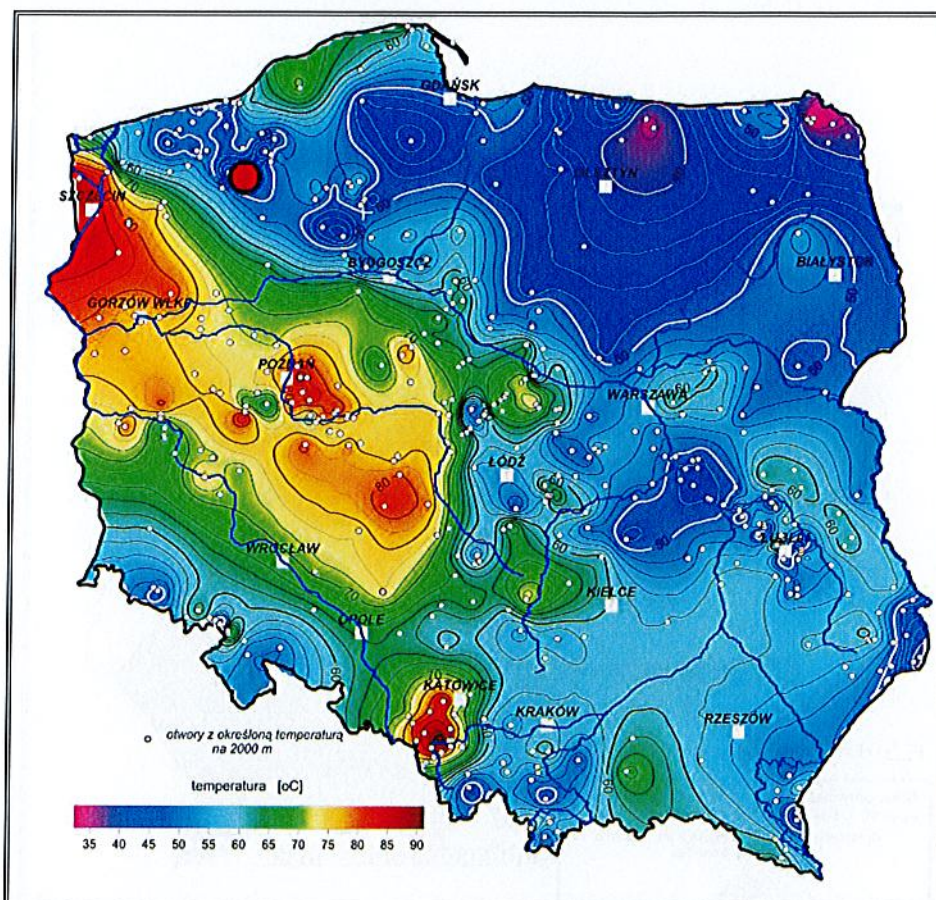 GDAŃSK
OLSZTYN
SZCZECIN
BYDGOSZCZ
BIAŁYSTOK
GORZÓW WLKP
POZNAŃ
WARSZAWA
ŁÓDŹ
LUBLIN
WROCŁAW
KIELCE
OPOLE
KATOWICE
KRAKÓW
RZESZÓW
otwory z określoną temperaturą
na 2000 m
temperatura [oC]
35 40 45 50 55 60 65 70 75 80 85 90